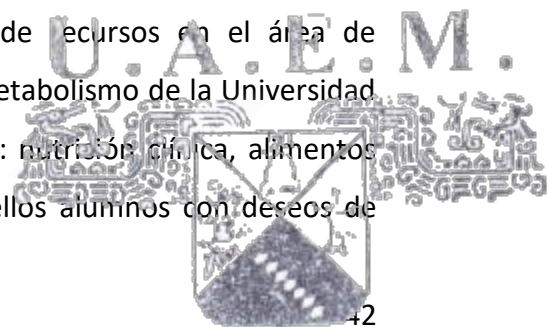 U. A. E. M.
de recursos en el área de
etabolismo de la Universidad
: nutrición clínica, alimentos
ellos alumnos con deseos de
42